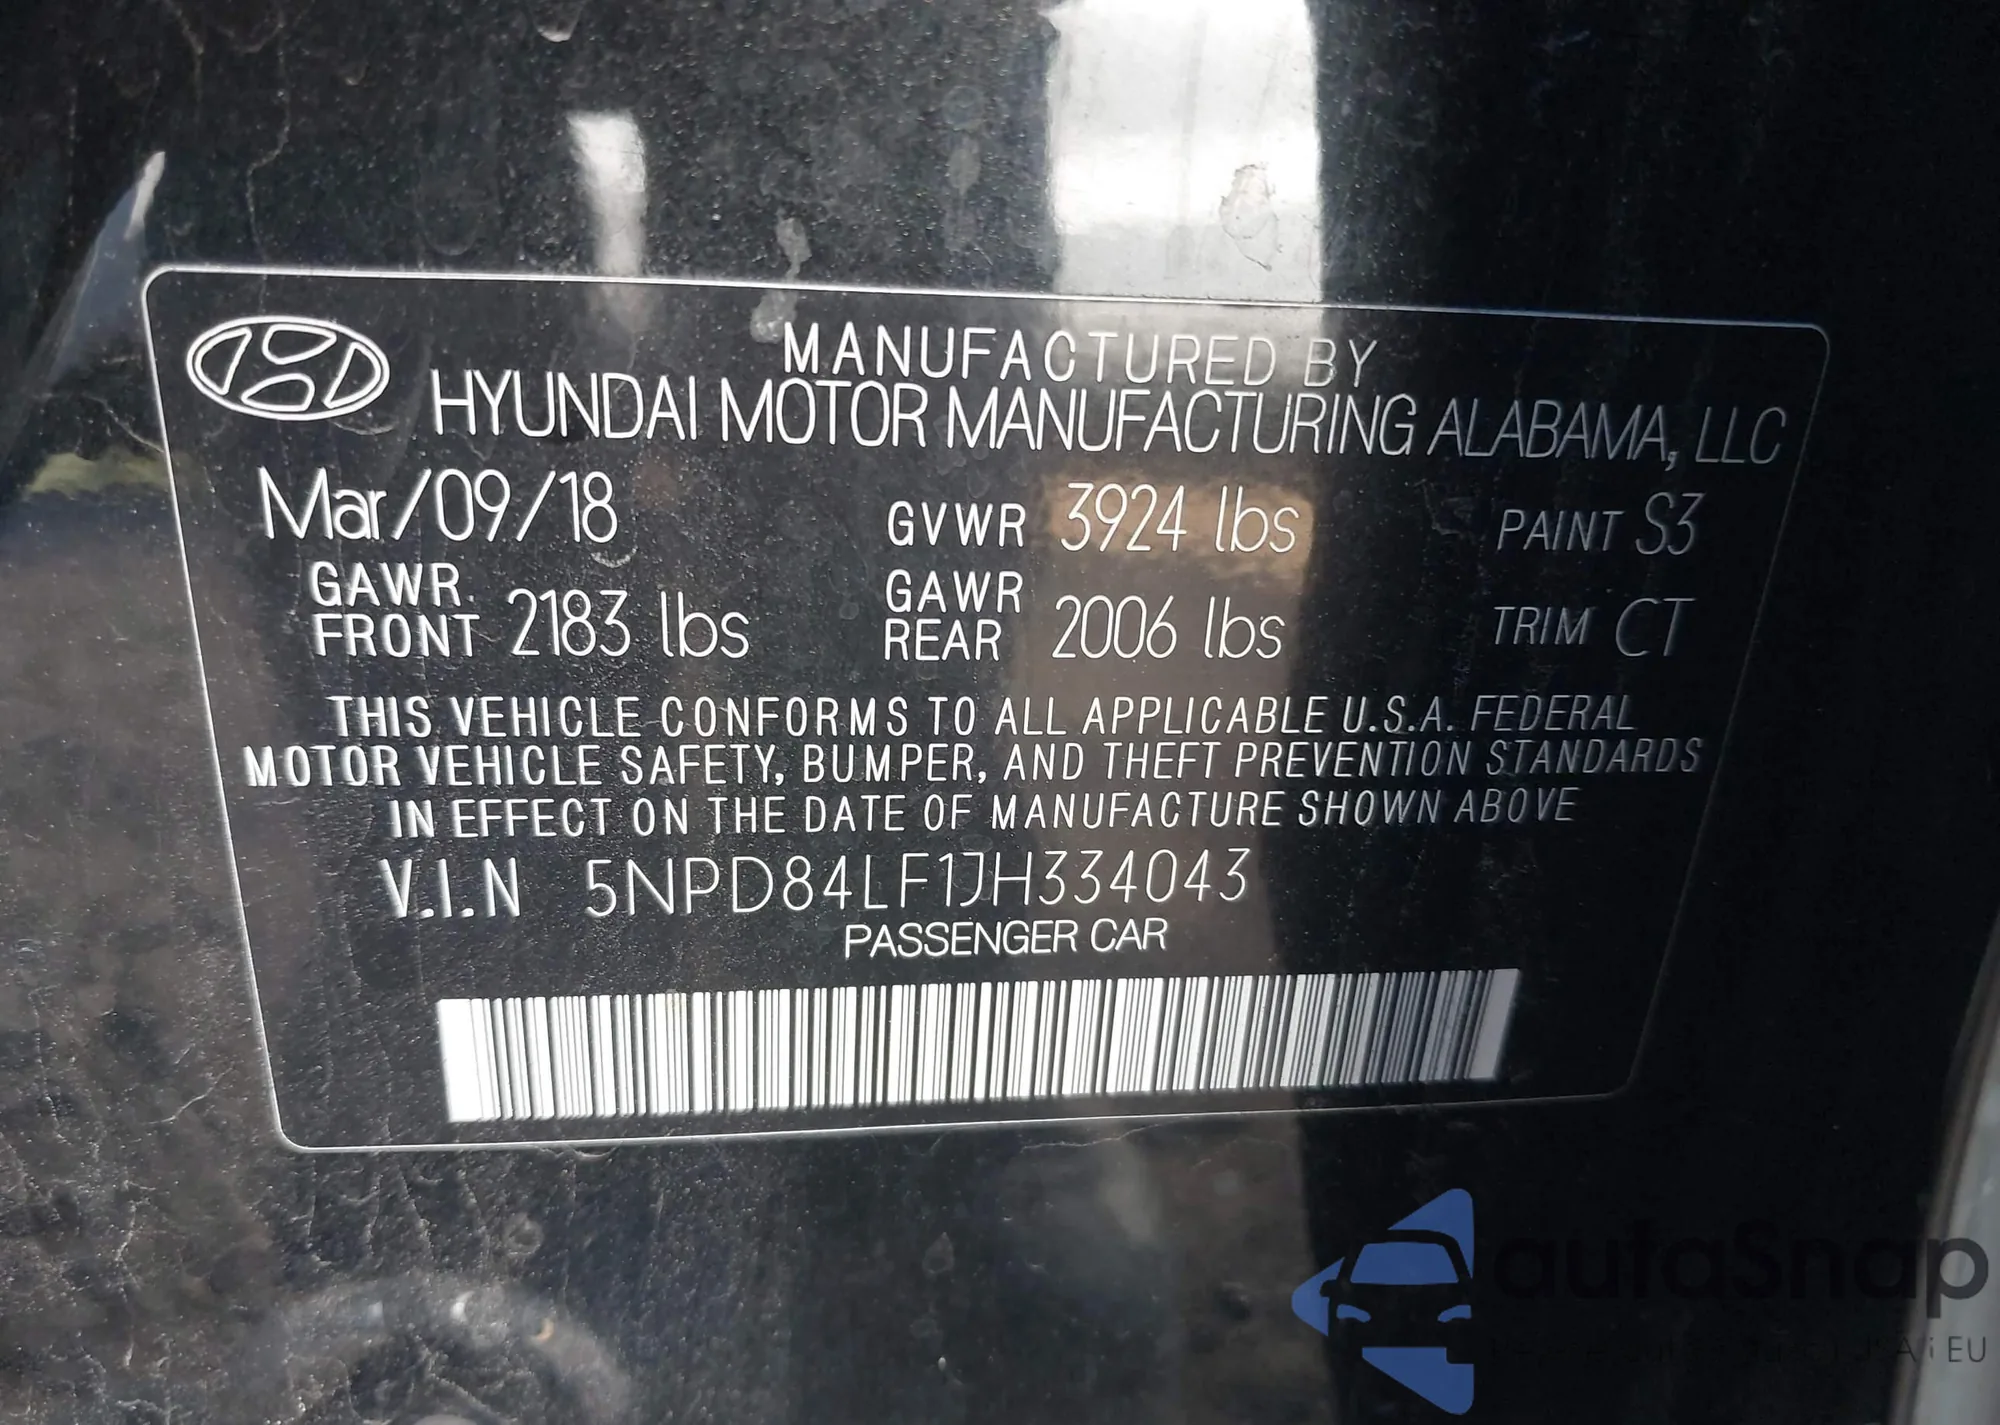 MANUFACTURED BY
HYUNDAI MOTOR MANUFACTURING ALABAMA, LLC
Mar/09/18 GVWR 3924 lbs PAINT S3
GAWR FRONT 2183 lbs GAWR REAR 2006 lbs TRIM CT
THIS VEHICLE CONFORMS TO ALL APPLICABLE U.S.A. FEDERAL
MOTOR VEHICLE SAFETY, BUMPER, AND THEFT PREVENTION STANDARDS
IN EFFECT ON THE DATE OF MANUFACTURE SHOWN ABOVE
V.I.N 5NPD84LF1JH334043
PASSENGER CAR
autoSnap
i EU